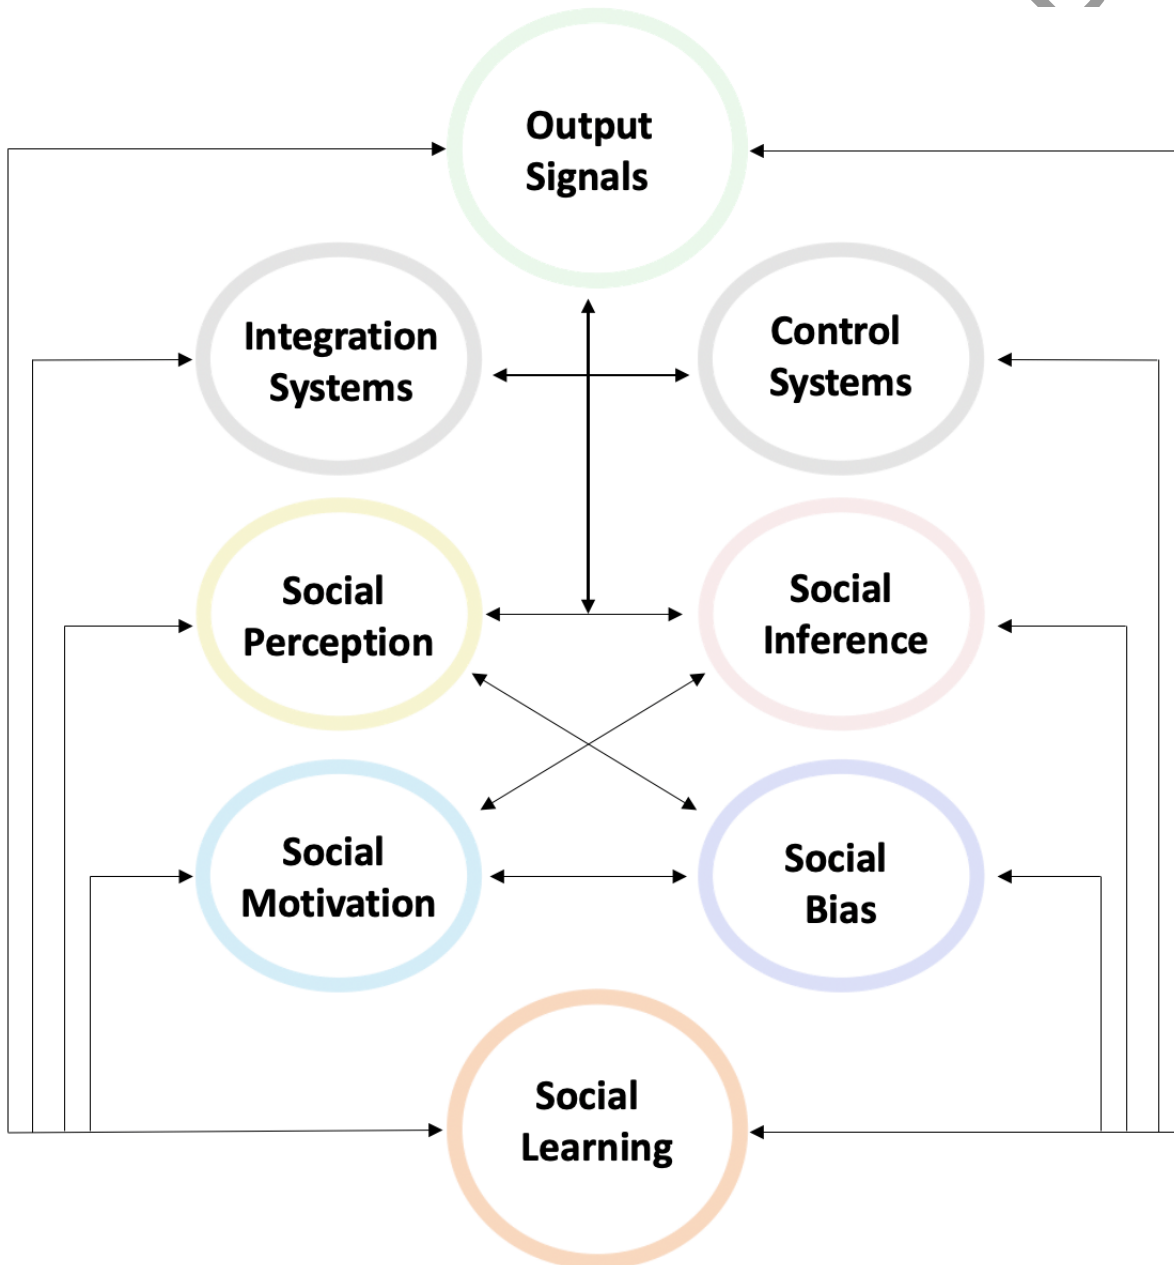 Output
Signals
Integration
Systems
Control
Systems
Social
Perception
Social
Inference
Social
Motivation
Social
Bias
Social
Learning